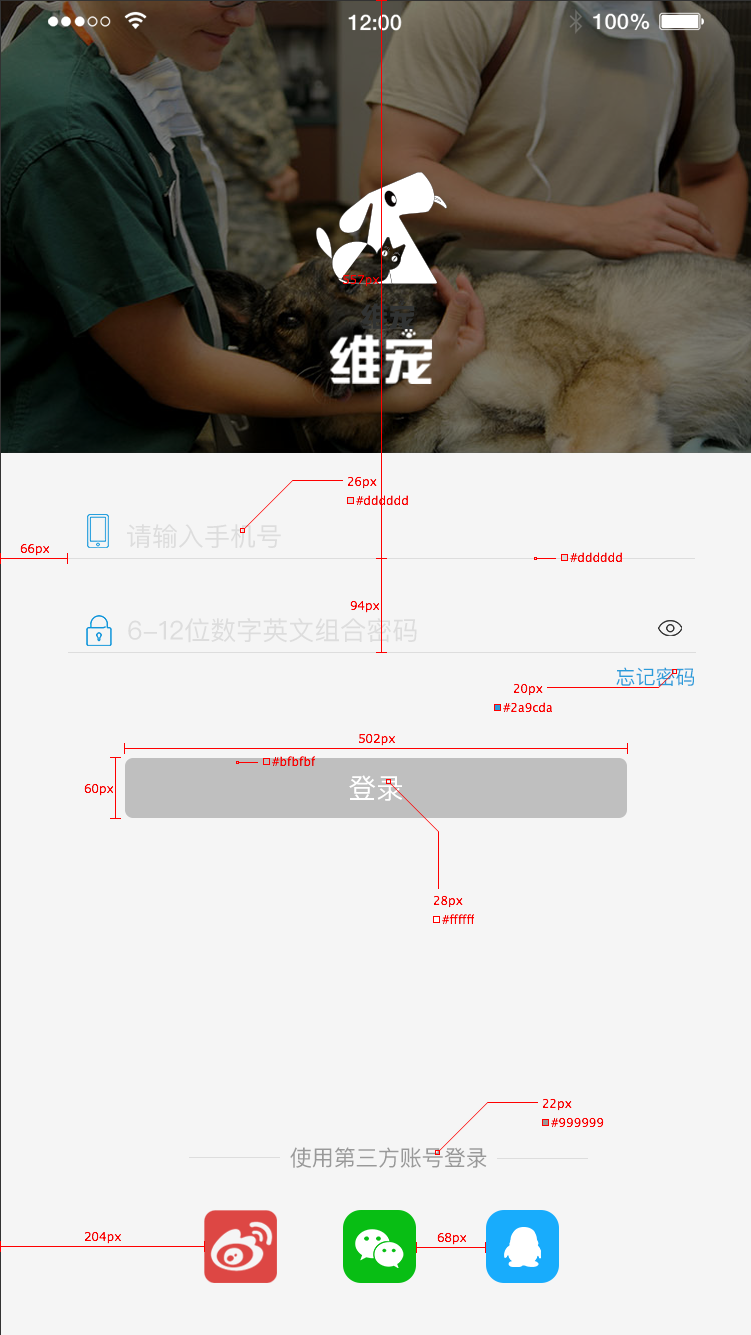 12:00
100%
维宠
维宠
26px
#dddddd
请输入手机号
66px
#dddddd
94px
6-12位数字英文组合密码
忘记密码
20px
#2a9cda
502px
#bfbfbf
60px
登录
28px
#ffffff
22px
#999999
使用第三方账号登录
204px
68px